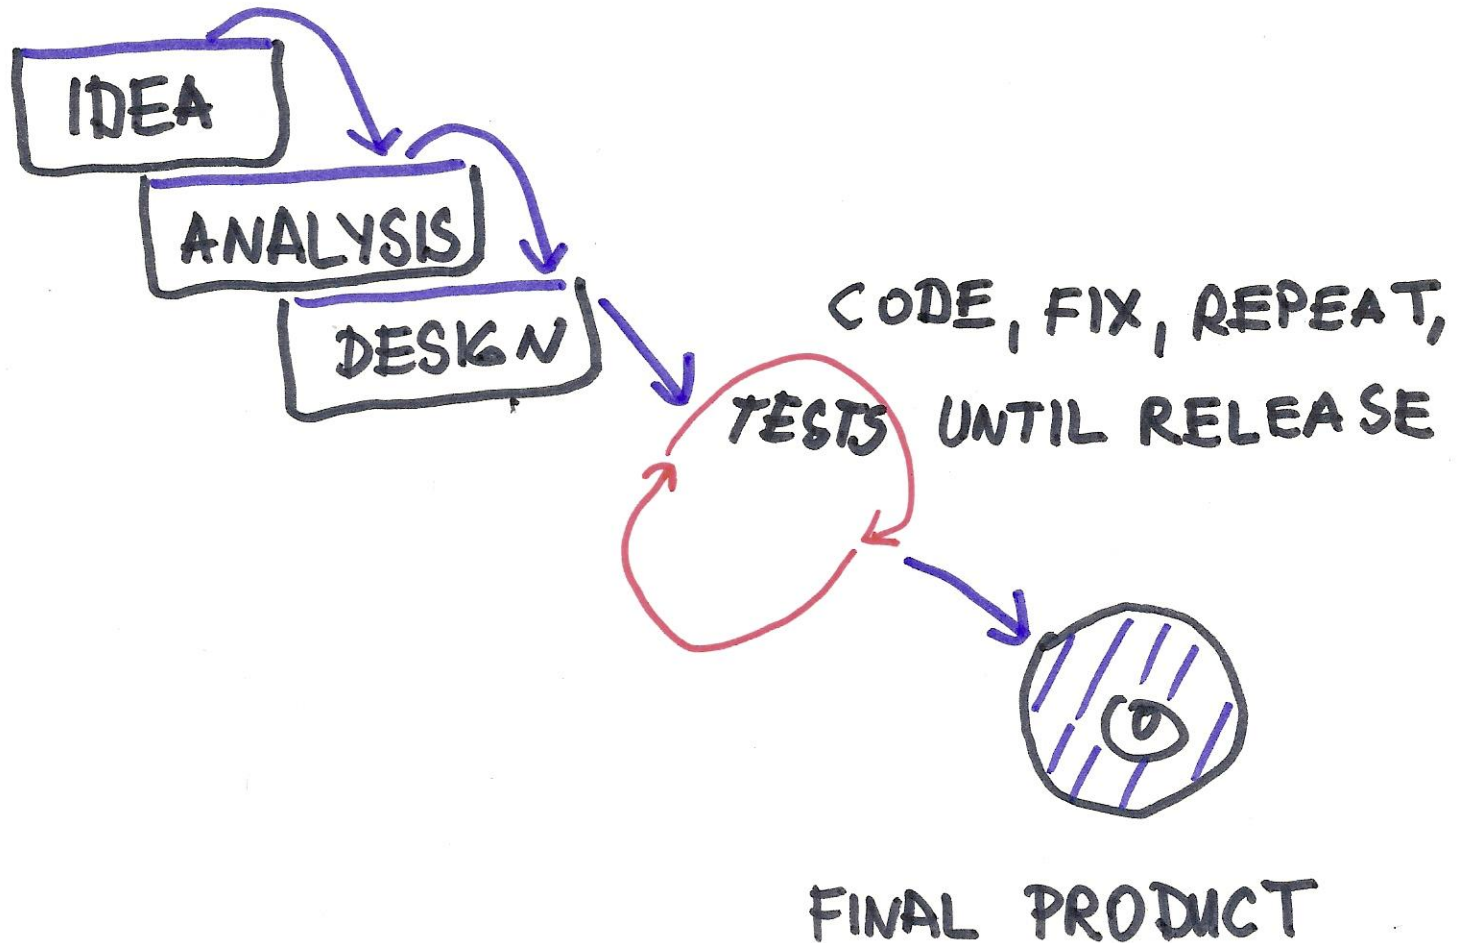 IDEA
ANALYSIS
DESIGN
CODE, FIX, REPEAT,
TESTS UNTIL RELEASE
FINAL PRODUCT